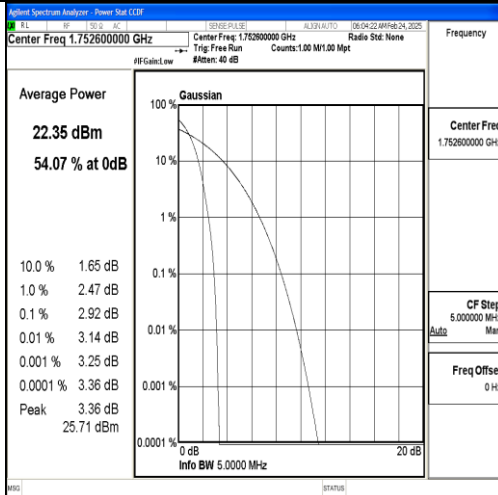 Agilent Spectrum Analyzer - Power Stat CCDF
RL RF 50 Ω AC SENSE:PULSE ALIGN AUTO 06:04:22 AM Feb 24, 2025
Center Freq 1.752600000 GHz
Center Freq: 1.752600000 GHz Radio Std: None
Trig: Free Run Counts:1.00 M/1.00 Mpt
#IFGain:Low #Atten: 40 dB
Frequency
Average Power
22.35 dBm
54.07 % at 0dB
10.0 % 1.65 dB
1.0 % 2.47 dB
0.1 % 2.92 dB
0.01 % 3.14 dB
0.001 % 3.25 dB
0.0001 % 3.36 dB
Peak 3.36 dB
25.71 dBm
Gaussian
100 %
10 %
1 %
0.1 %
0.01 %
0.001 %
0.0001 %
0 dB 20 dB
Info BW 5.0000 MHz
Center Freq
1.752600000 GHz
CF Step
5.000000 MHz
Auto Man
Freq Offset
0 Hz
MSG STATUS